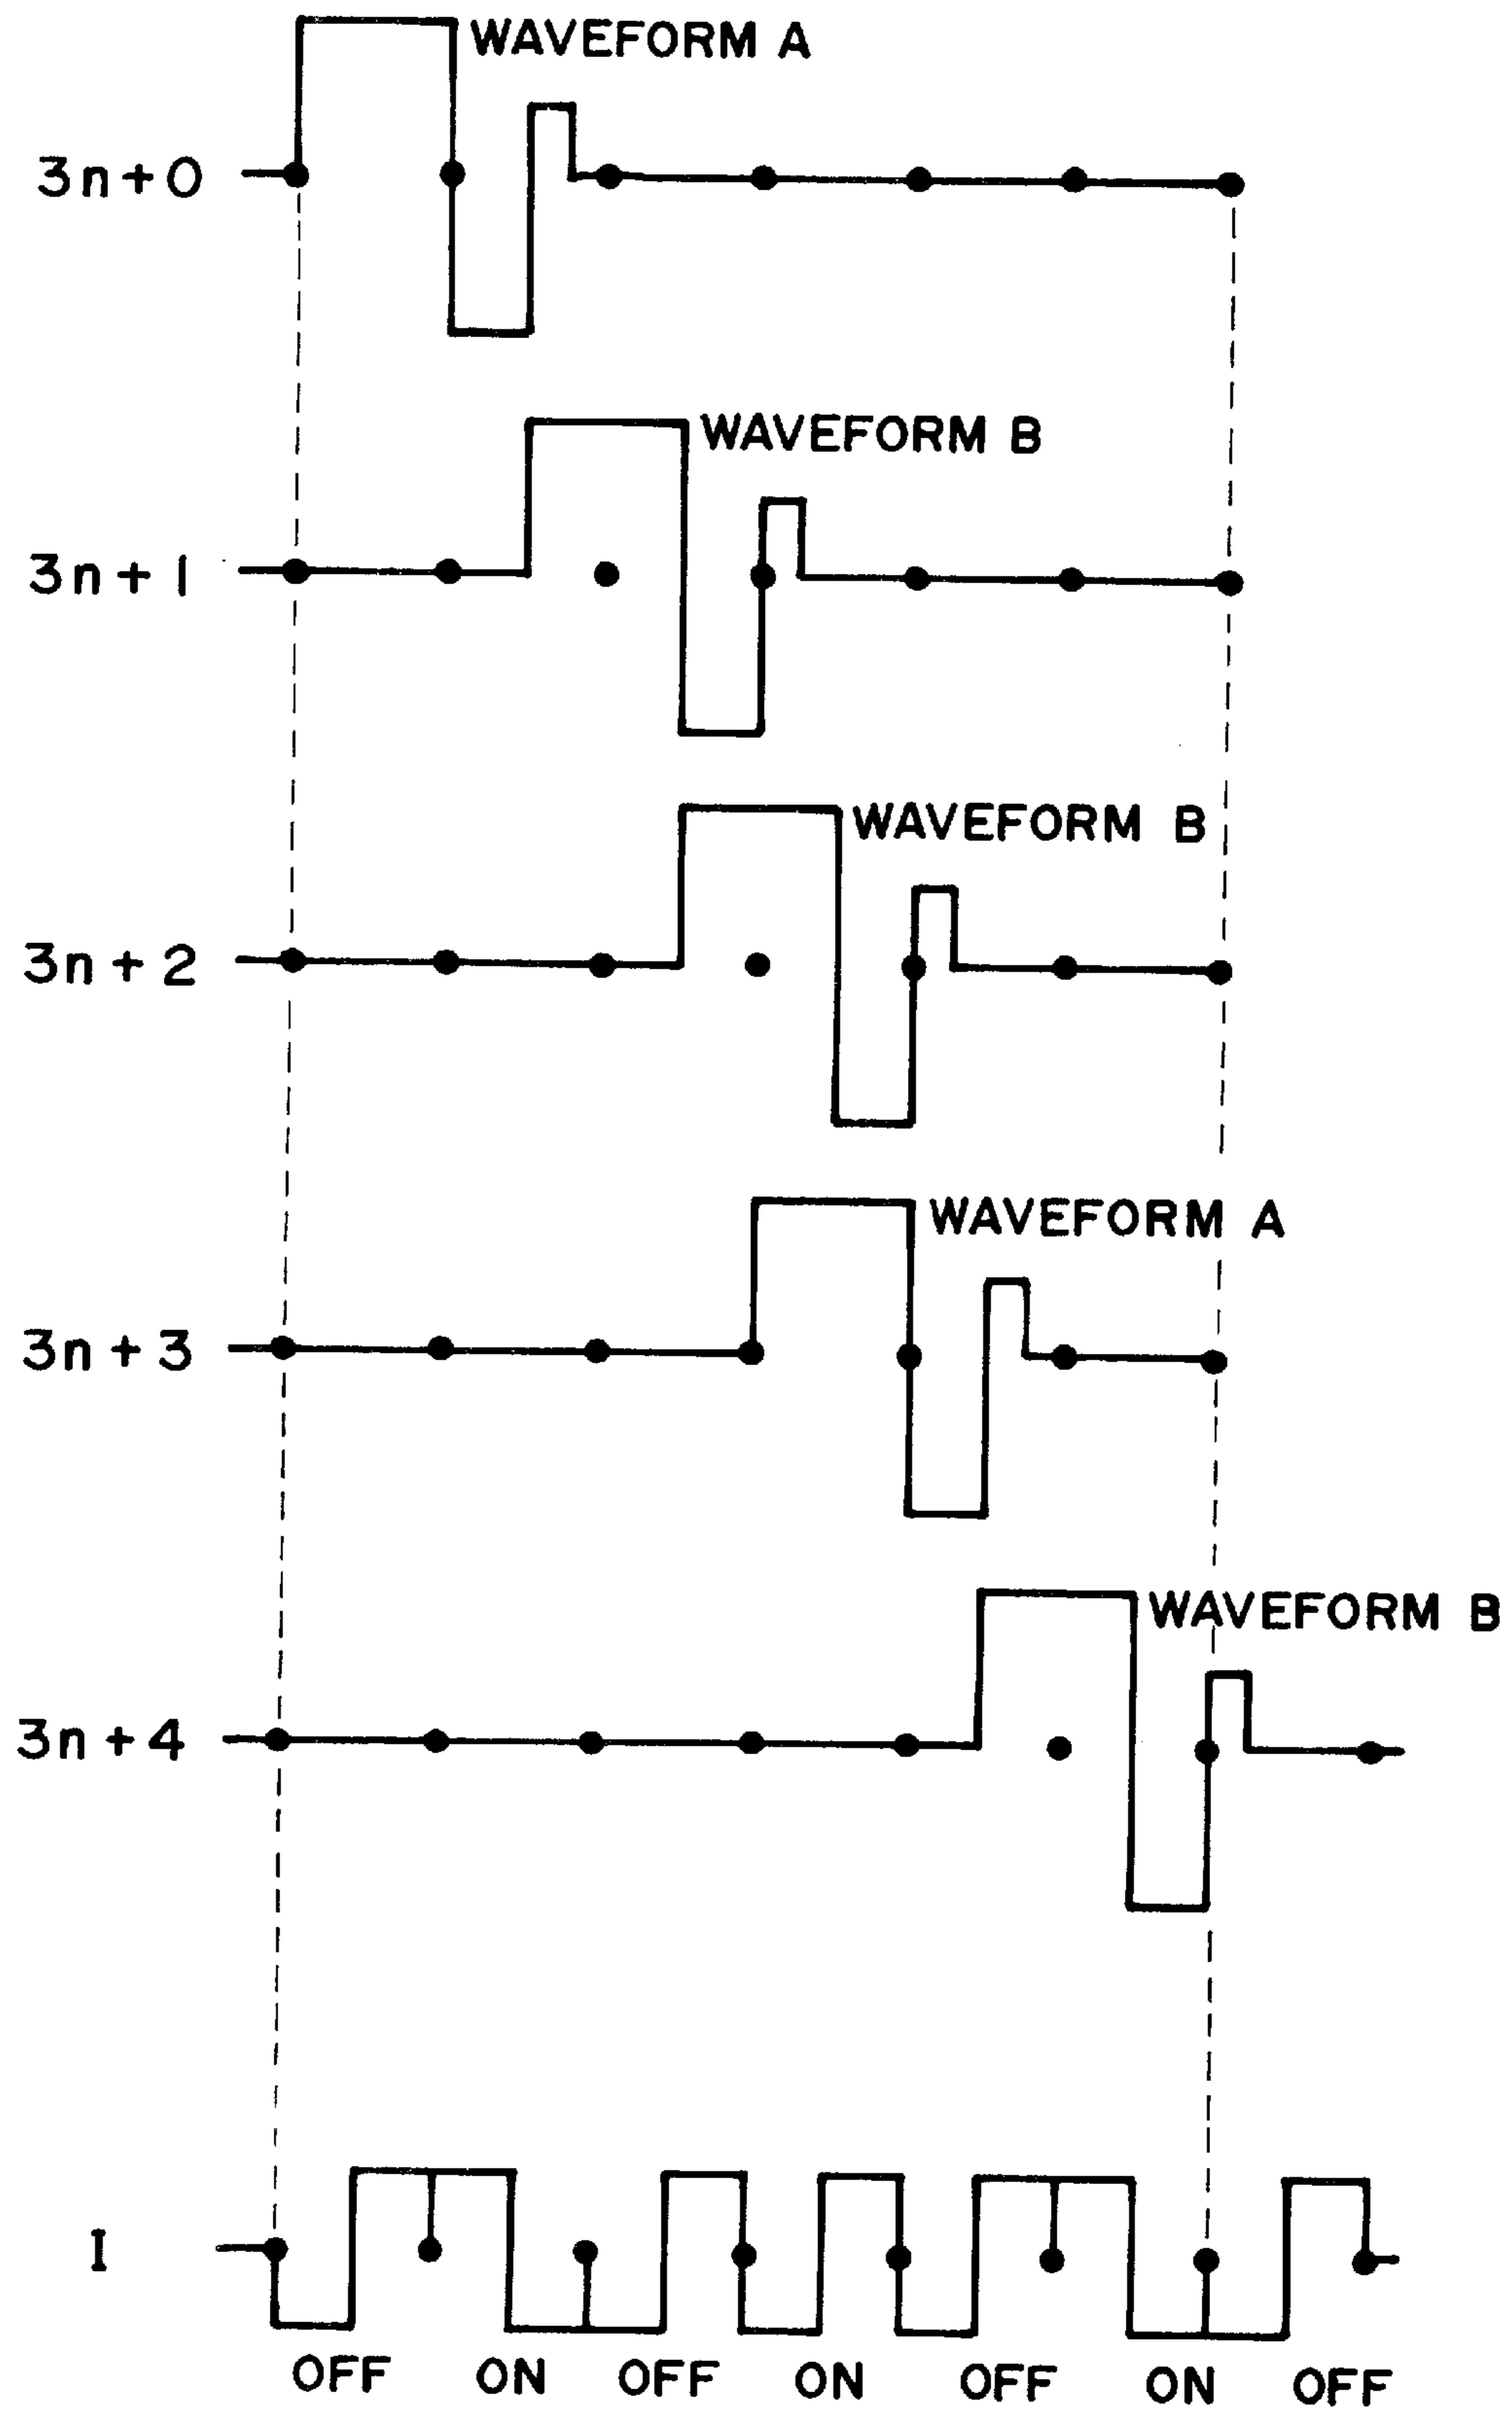 WAVEFORM A
3n+0
WAVEFORM B
3n+1
WAVEFORM B
3n+2
WAVEFORM A
3n+3
WAVEFORM B
3n+4
I
OFF ON OFF ON OFF ON OFF